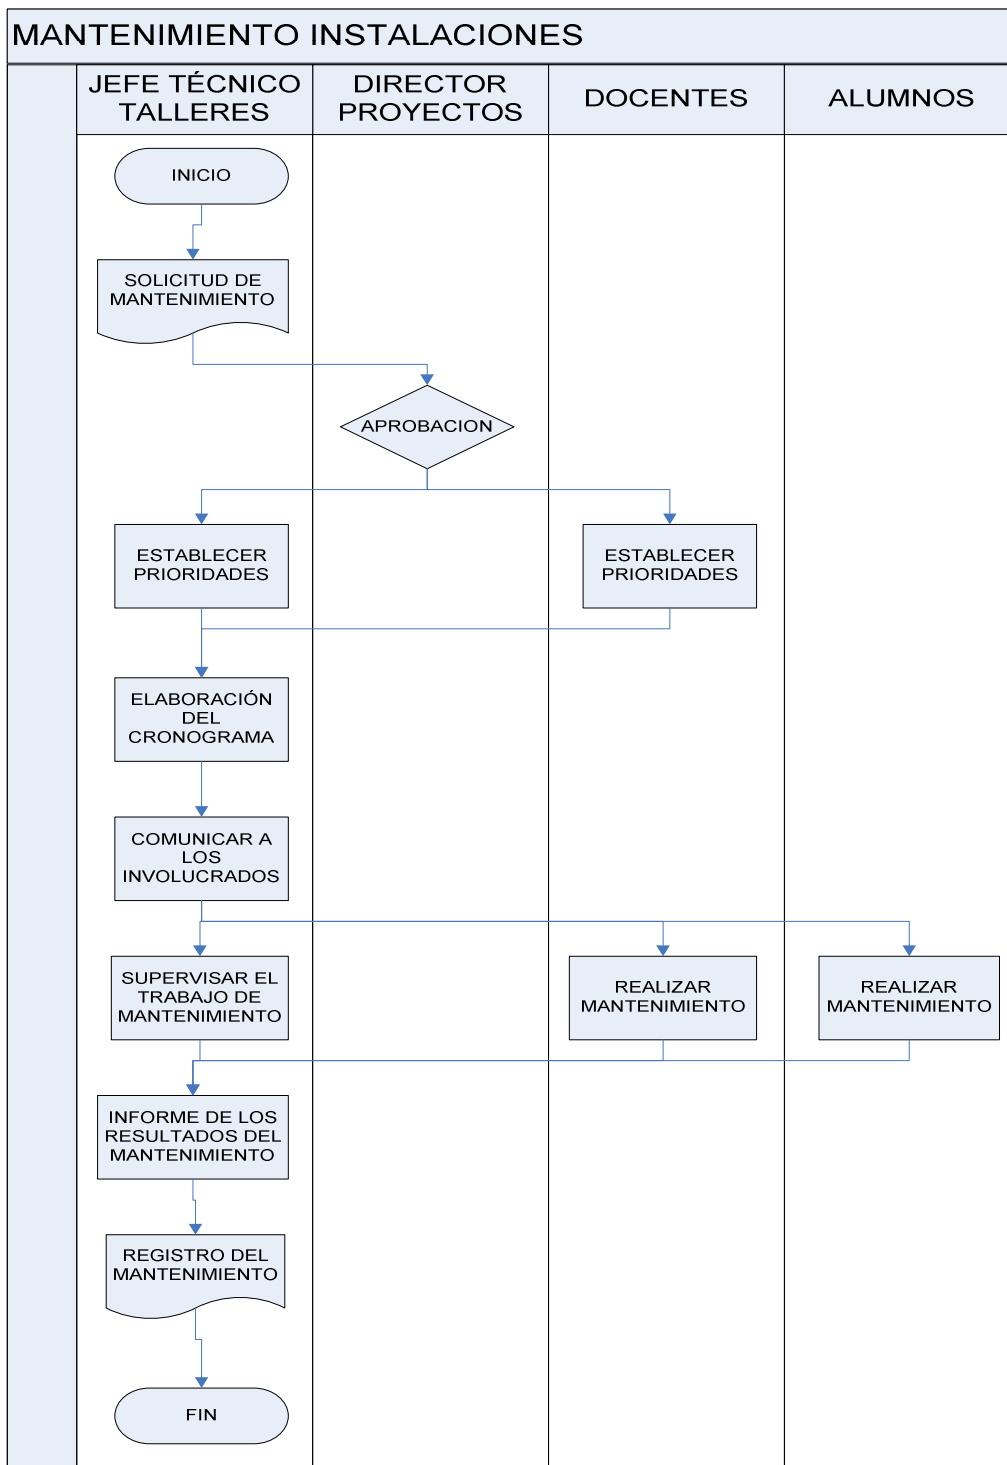 MANTENIMIENTO INSTALACIONES
JEFE TÉCNICO
TALLERES
DIRECTOR
PROYECTOS
DOCENTES
ALUMNOS
INICIO
SOLICITUD DE
MANTENIMIENTO
APROBACION
ESTABLECER
PRIORIDADES
ESTABLECER
PRIORIDADES
ELABORACIÓN
DEL
CRONOGRAMA
COMUNICAR A
LOS
INVOLUCRADOS
SUPERVISAR EL
TRABAJO DE
MANTENIMIENTO
REALIZAR
MANTENIMIENTO
REALIZAR
MANTENIMIENTO
INFORME DE LOS
RESULTADOS DEL
MANTENIMIENTO
REGISTRO DEL
MANTENIMIENTO
FIN